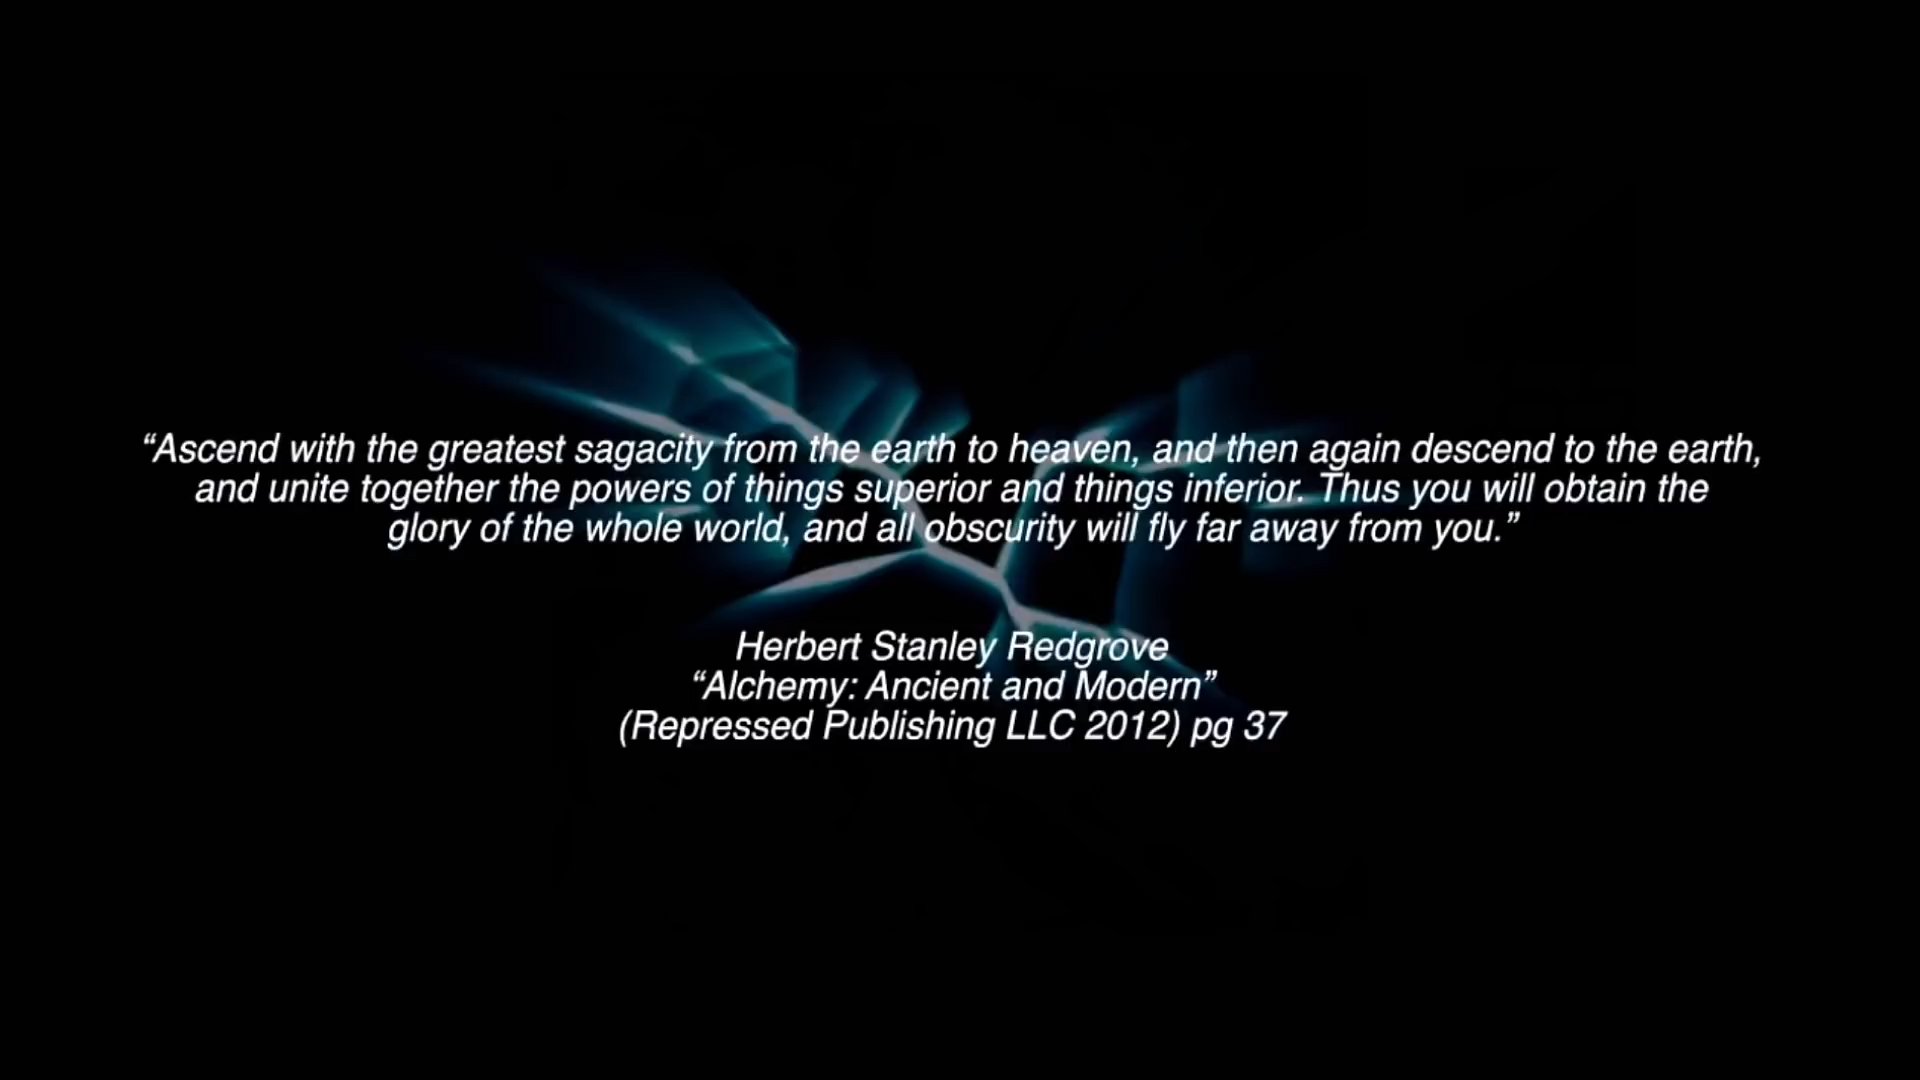 “Ascend with the greatest sagacity from the earth to heaven, and then again descend to the earth,
and unite together the powers of things superior and things inferior. Thus you will obtain the
glory of the whole world, and all obscurity will fly far away from you.”
Herbert Stanley Redgrove
“Alchemy: Ancient and Modern”
(Repressed Publishing LLC 2012) pg 37